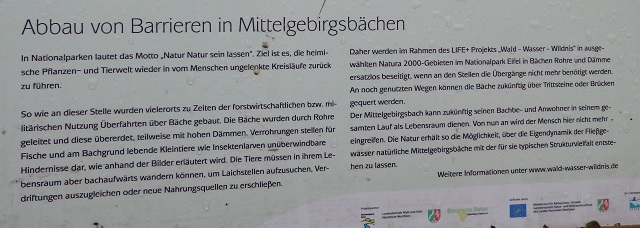 Abbau von Barrieren in Mittelgebirgsbächen
In Nationalparken lautet das Motto „Natur Natur sein lassen“. Ziel ist es, die heimi-
sche Pflanzen- und Tierwelt wieder in vom Menschen ungelenkte Kreisläufe zurück
zu führen.
So wie an dieser Stelle wurden vielerorts zu Zeiten der forstwirtschaftlichen bzw. mi-
litärischen Nutzung Überfahrten über Bäche gebaut. Die Bäche wurden durch Rohre
geleitet und diese übererdet, teilweise mit hohen Dämmen. Verrohrungen stellen für
Fische und am Bachgrund lebende Kleintiere wie Insektenlarven unüberwindbare
Hindernisse dar, wie anhand der Bilder erläutert wird. Die Tiere müssen in ihrem Le-
bensraum aber bachaufwärts wandern können, um Laichstellen aufzusuchen, Ver-
driftungen auszugleichen oder neue Nahrungsquellen zu erschließen.
Daher werden im Rahmen des LIFE+ Projekts „Wald - Wasser - Wildnis“ in ausge-
wählten Natura 2000-Gebieten im Nationalpark Eifel in Bächen Rohre und Dämme
ersatzlos beseitigt, wenn an den Stellen die Übergänge nicht mehr benötigt werden.
An noch genutzten Wegen können die Bäche zukünftig über Trittsteine oder Brücken
gequert werden.
Der Mittelgebirgsbach kann zukünftig seinen Bachbe- und Anwohner in seinem ge-
samten Lauf als Lebensraum dienen. Von nun an wird der Mensch hier nicht mehr
eingreifen. Die Natur erhält so die Möglichkeit, über die Eigendynamik der Fließge-
wässer natürliche Mittelgebirgsbäche mit der für sie typischen Strukturvielfalt entste-
hen zu lassen.
Weitere Informationen unter www.wald-wasser-wildnis.de